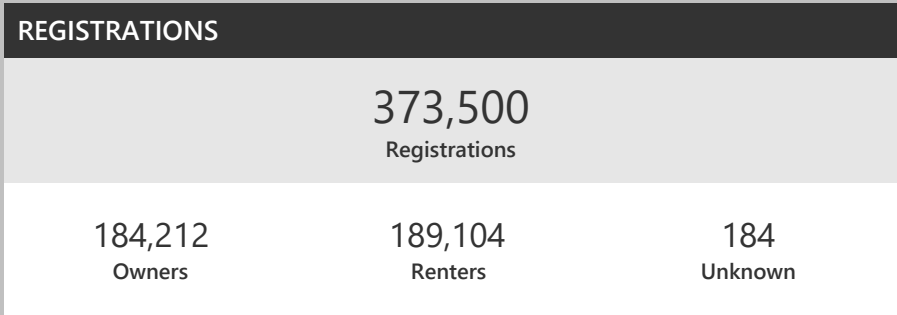 REGISTRATIONS
373,500
Registrations
184,212 189,104 184
Owners Renters Unknown